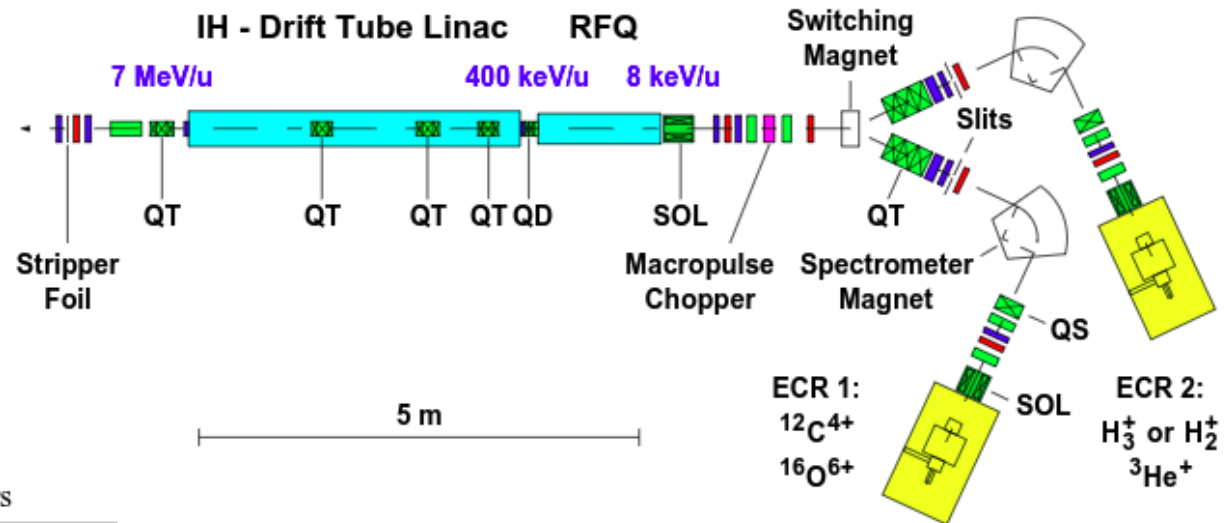 IH - Drift Tube Linac
RFQ
Switching
Magnet
7 MeV/u
400 keV/u
8 keV/u
Slits
QT
QT
QT
QT
QD
SOL
QT
Stripper
Foil
Macropulse
Chopper
Spectrometer
Magnet
QS
SOL
5 m
ECR 1:
¹²C⁴⁺
¹⁶O⁶⁺
ECR 2:
H₃⁺ or H₂⁺
³He⁺